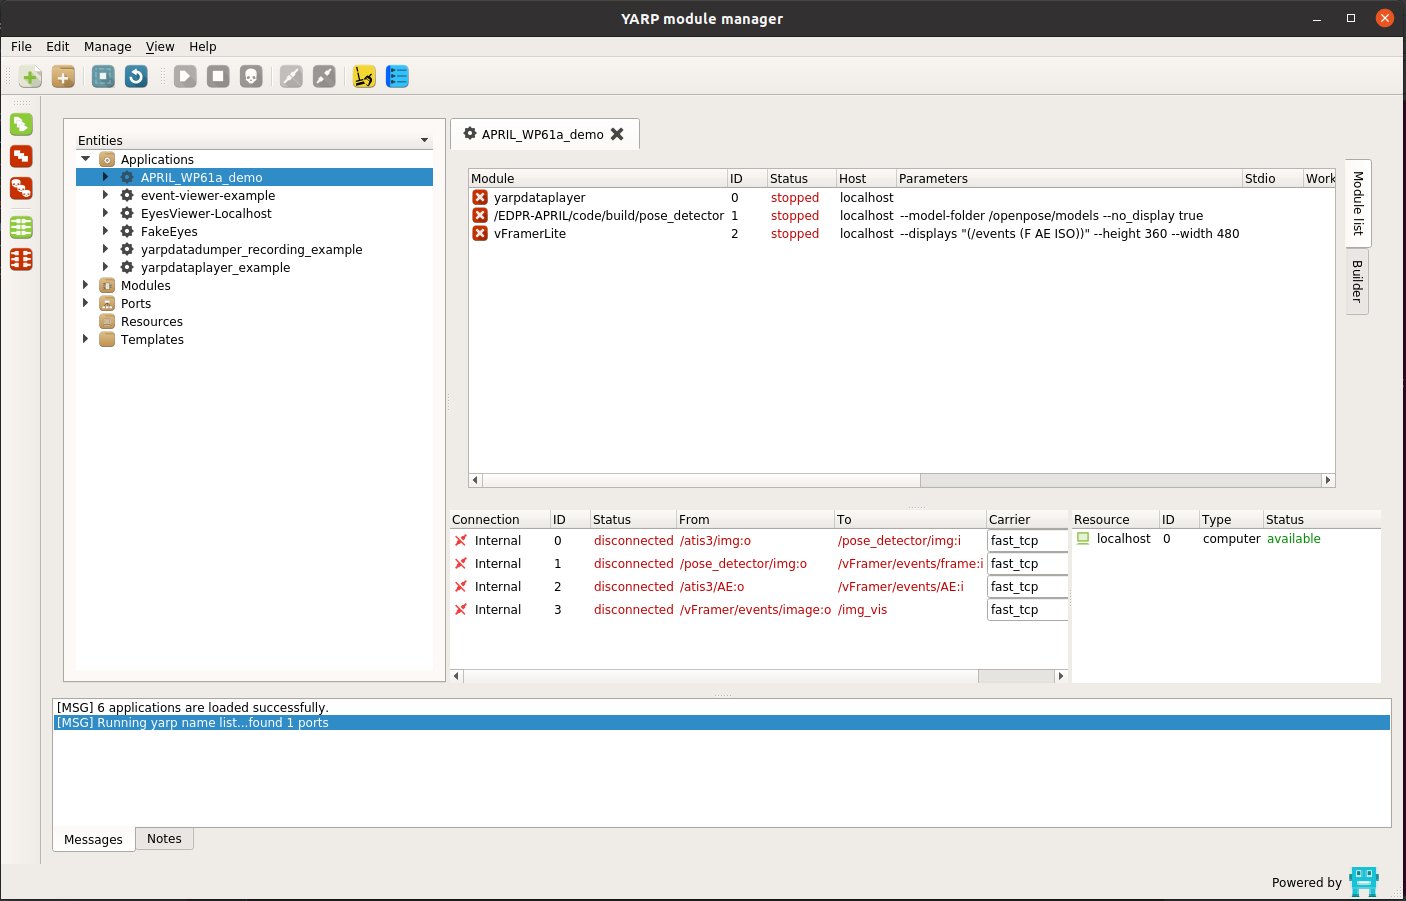 YARP module manager
File Edit Manage View Help
Entities
Applications
APRIL_WP61a_demo
event-viewer-example
EyesViewer-Localhost
FakeEyes
yarpdatadumper_recording_example
yarpdataplayer_example
Modules
Ports
Resources
Templates
APRIL_WP61a_demo
Module ID Status Host Parameters Stdio Work
yarpdataplayer 0 stopped localhost
/EDPR-APRIL/code/build/pose_detector 1 stopped localhost --model-folder /openpose/models --no_display true
vFramerLite 2 stopped localhost --displays "(/events (F AE ISO))" --height 360 --width 480
Module list
Builder
Connection ID Status From To Carrier
Internal 0 disconnected /atis3/img:o /pose_detector/img:i fast_tcp
Internal 1 disconnected /pose_detector/img:o /vFramer/events/frame:i fast_tcp
Internal 2 disconnected /atis3/AE:o /vFramer/events/AE:i fast_tcp
Internal 3 disconnected /vFramer/events/image:o /img_vis fast_tcp
Resource ID Type Status
localhost 0 computer available
[MSG] 6 applications are loaded successfully.
[MSG] Running yarp name list...found 1 ports
Messages Notes
Powered by